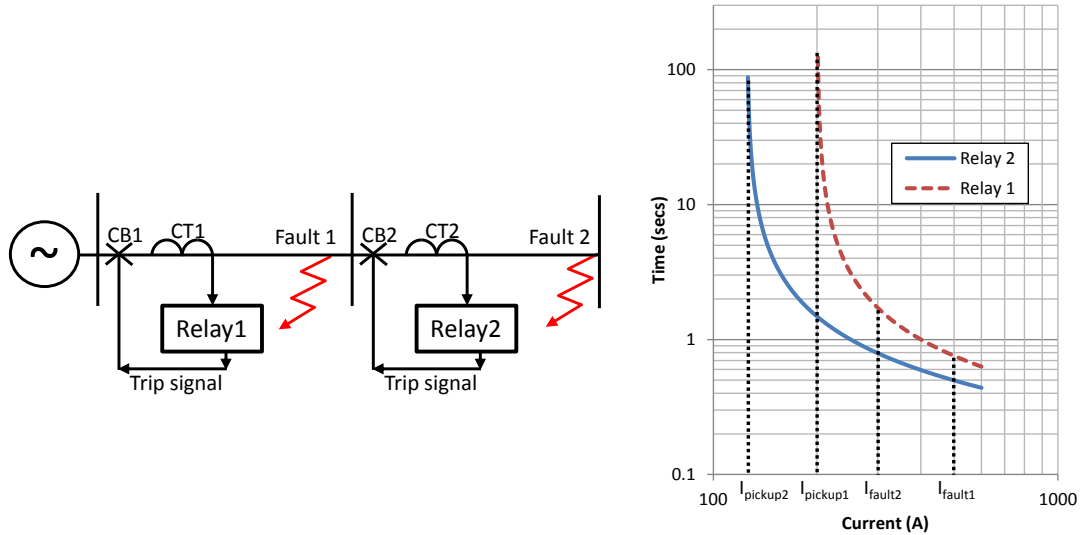 ~
CB1
CT1
Fault 1
CB2
CT2
Fault 2
Relay1
Relay2
Trip signal
Trip signal
100
10
1
0.1
Time (secs)
Relay 2
Relay 1
100
Ipickup2
Ipickup1
Ifault2
Ifault1
1000
Current (A)